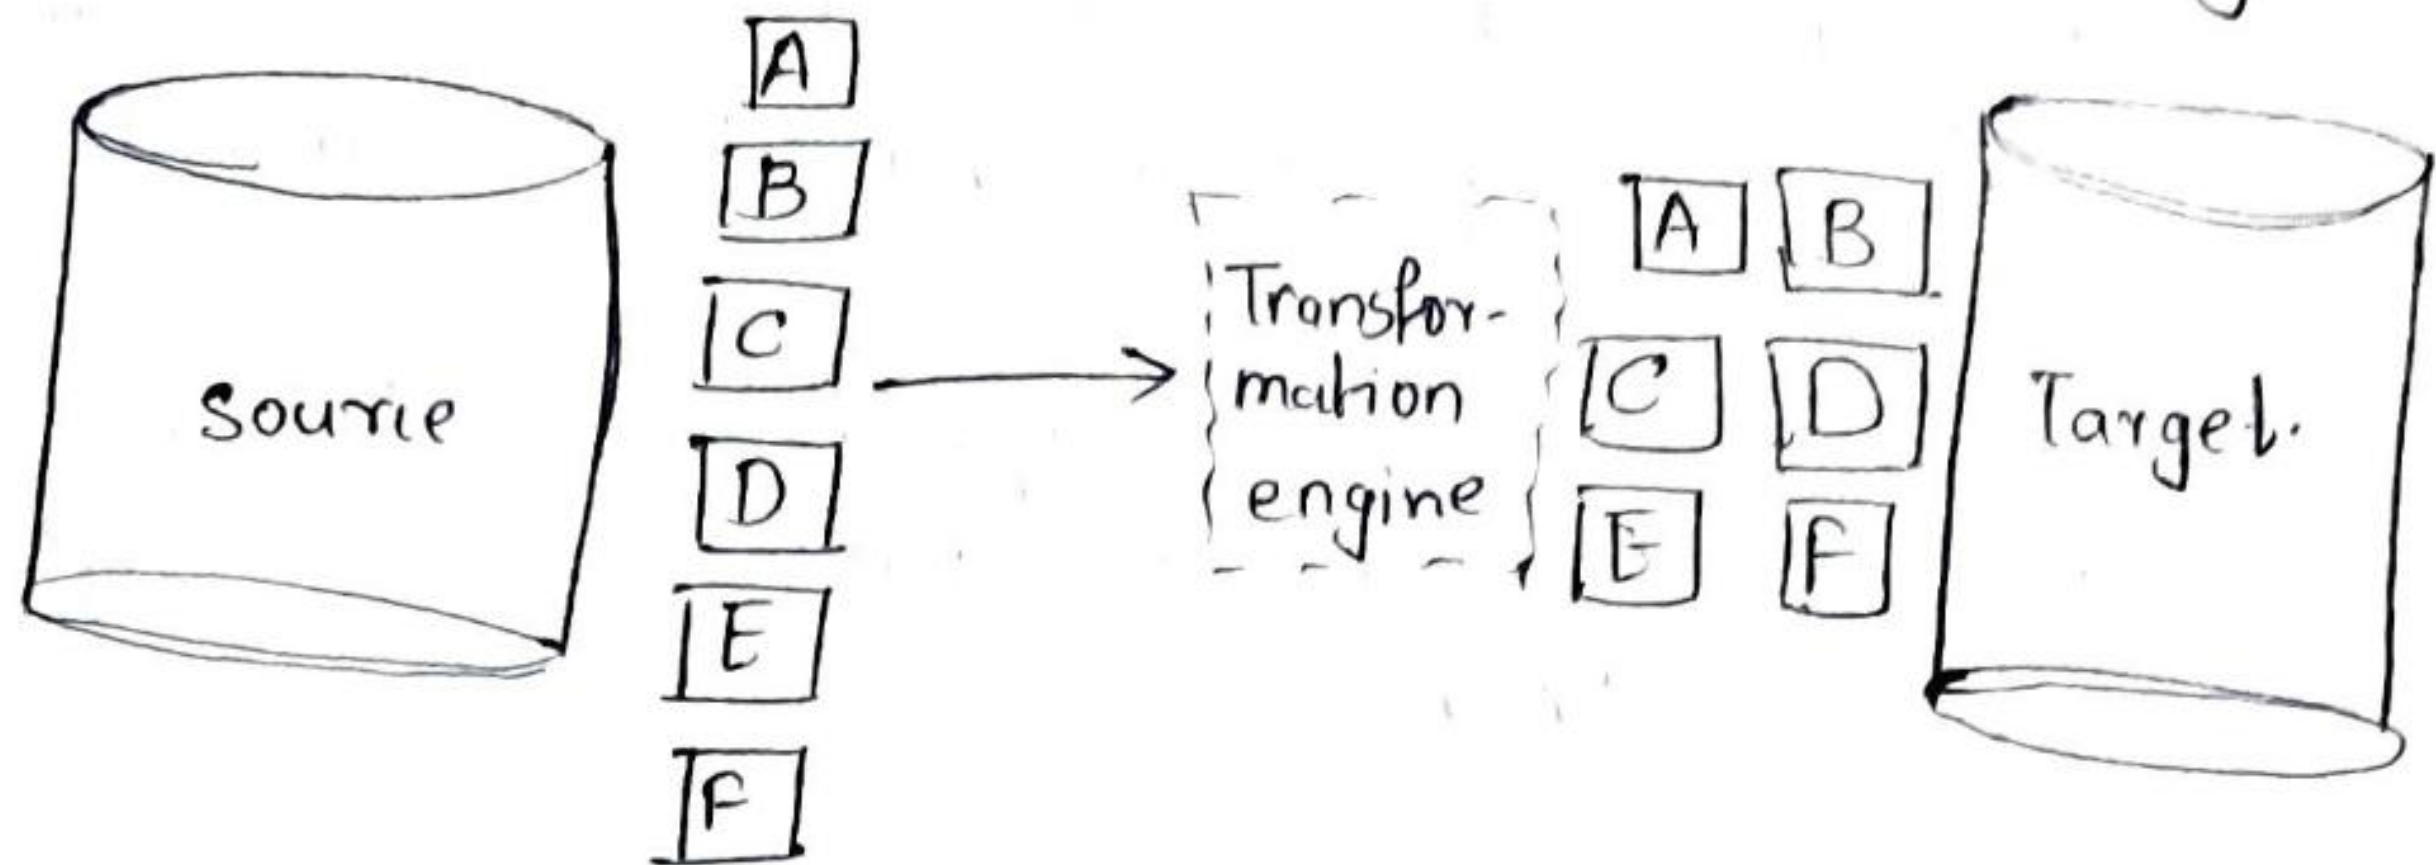 Source
A
B
C
D
E
F
Transfor-
mation
engine
A B
C D
E F
Target.